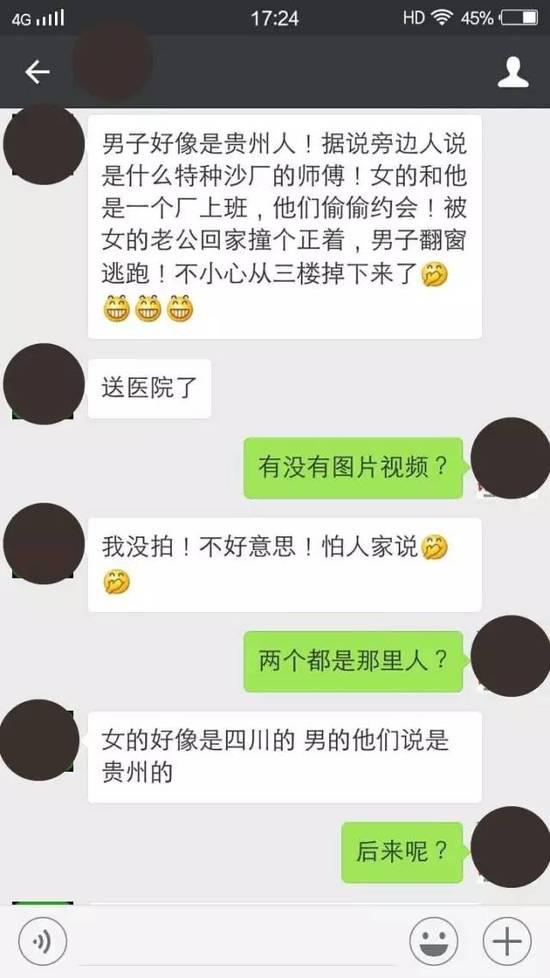 4G 17:24 HD 45%
男子好像是贵州人！据说旁边人说
是什么特种沙厂的师傅！女的和他
是一个厂上班，他们偷偷约会！被
女的老公回家撞个正着，男子翻窗
逃跑！不小心从三楼掉下来了
送医院了
有没有图片视频？
我没拍！不好意思！怕人家说
两个都是那里人？
女的好像是四川的 男的他们说是
贵州的
后来呢？